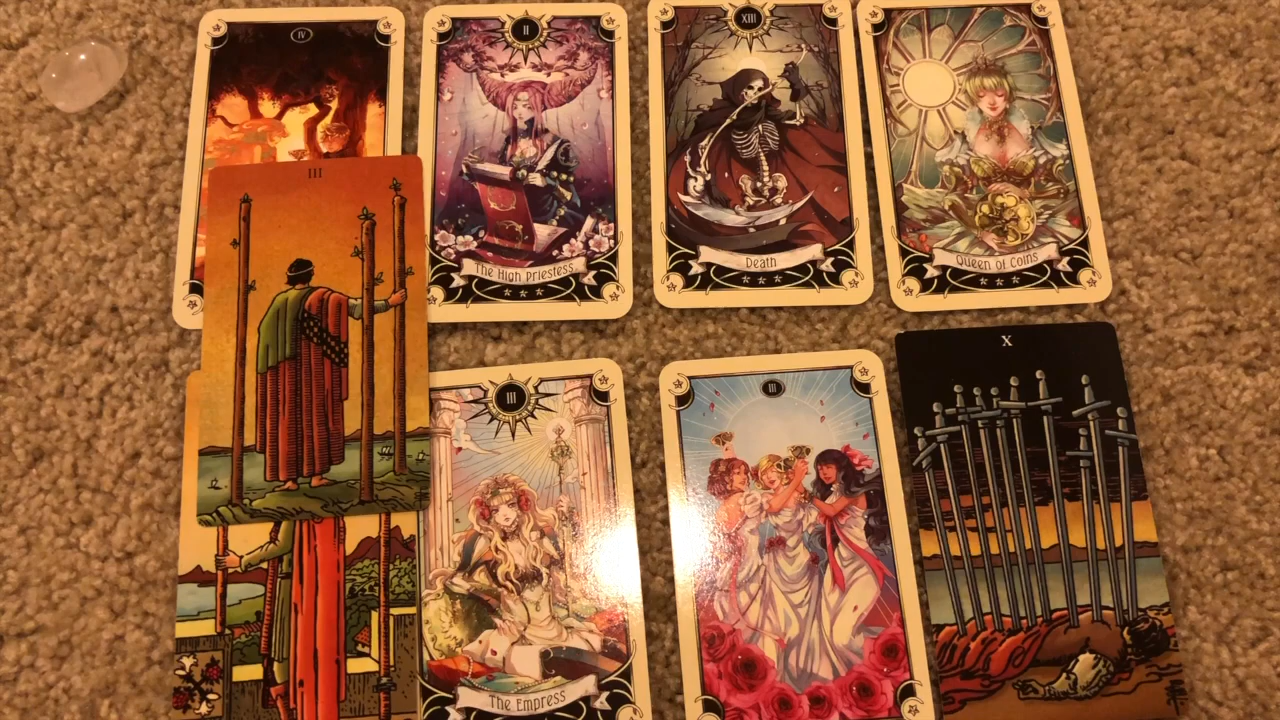 IV
II
The High Priestess
XIII
Death
Queen of Coins
III
III
The Empress
III
X